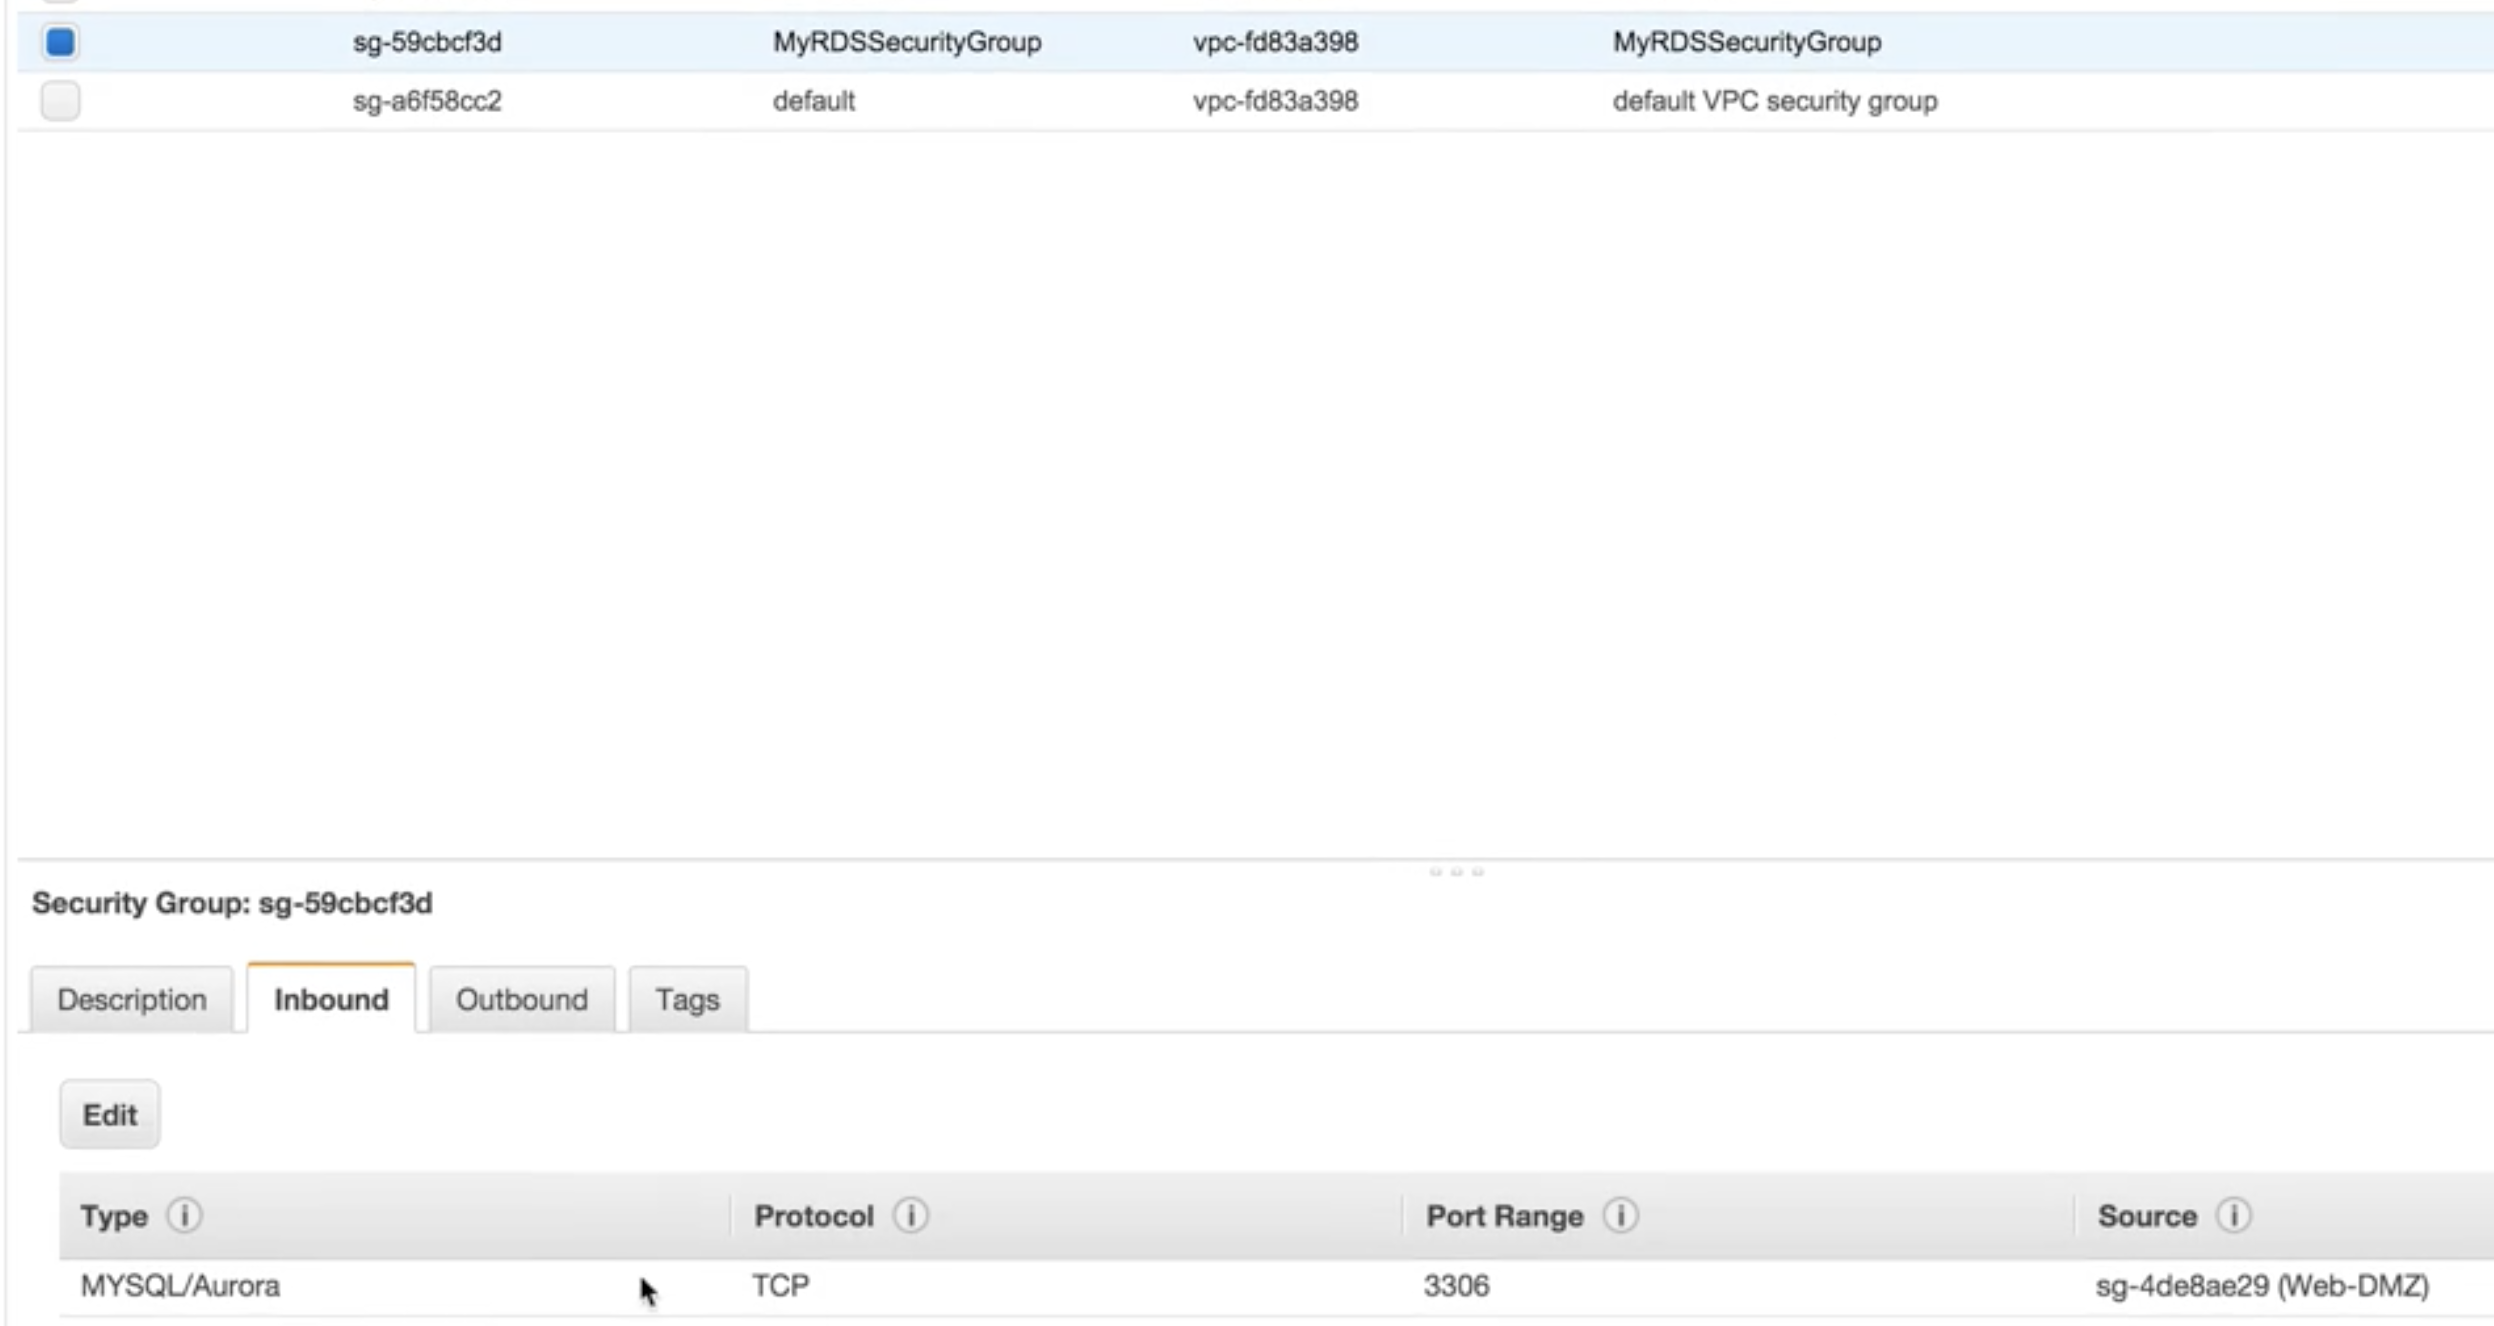 sg-59cbcf3d MyRDSSecurityGroup vpc-fd83a398 MyRDSSecurityGroup
sg-a6f58cc2 default vpc-fd83a398 default VPC security group
Security Group: sg-59cbcf3d
Description Inbound Outbound Tags
Edit
Type Protocol Port Range Source
MYSQL/Aurora TCP 3306 sg-4de8ae29 (Web-DMZ)